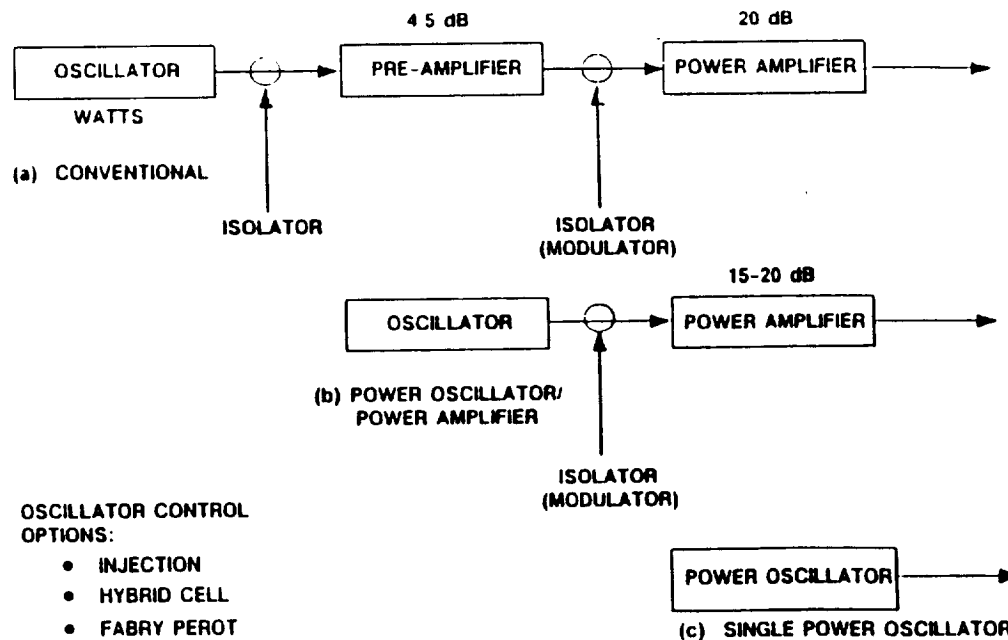 4 5 dB
20 dB
OSCILLATOR
PRE-AMPLIFIER
POWER AMPLIFIER
WATTS
(a) CONVENTIONAL
ISOLATOR
ISOLATOR
(MODULATOR)
15-20 dB
OSCILLATOR
POWER AMPLIFIER
(b) POWER OSCILLATOR/
POWER AMPLIFIER
ISOLATOR
(MODULATOR)
OSCILLATOR CONTROL
OPTIONS:
• INJECTION
• HYBRID CELL
• FABRY PEROT
POWER OSCILLATOR
(c) SINGLE POWER OSCILLATOR